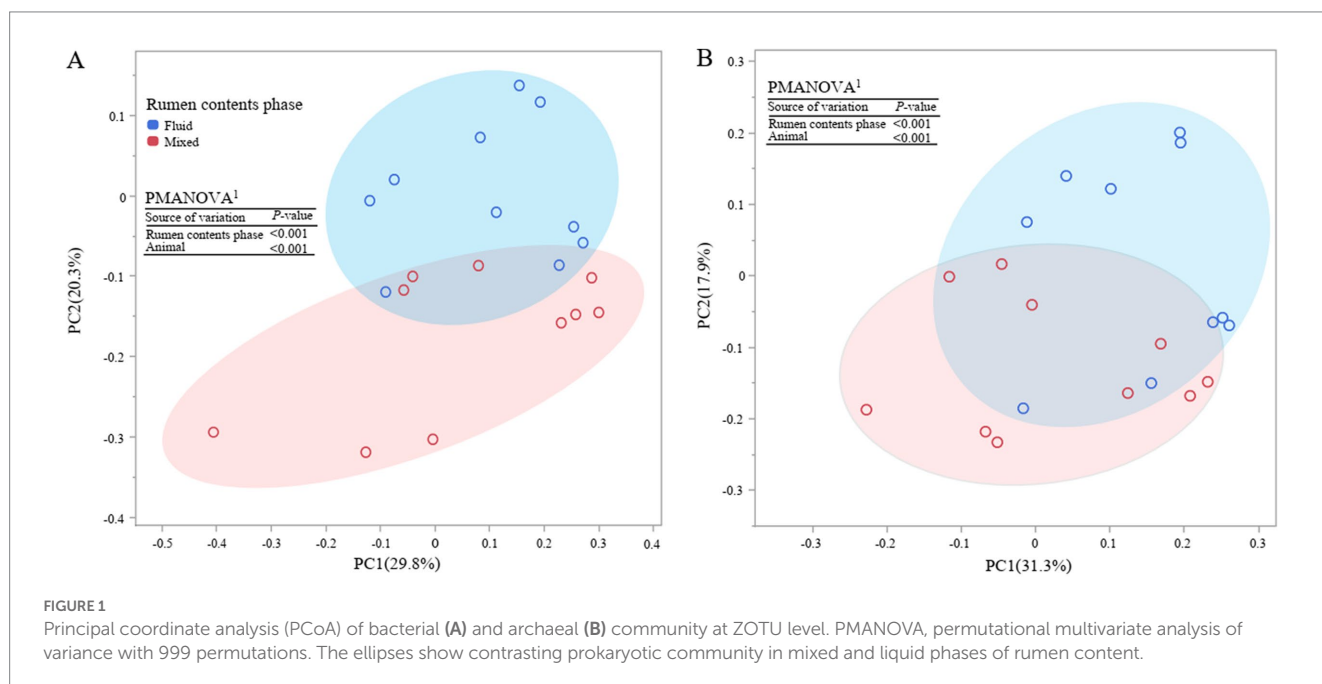 A
Rumen contents phase
Fluid
Mixed
PMANOVA¹
Source of variation P-value
Rumen contents phase <0.001
Animal <0.001
PC2(20.3%)
0.1
0
-0.1
-0.2
-0.3
-0.4
-0.5 -0.4 -0.3 -0.2 -0.1 0 0.1 0.2 0.3 0.4
PC1(29.8%)
B
PMANOVA¹
Source of variation P-value
Rumen contents phase <0.001
Animal <0.001
PC2(17.9%)
0.3
0.2
0.1
0
-0.1
-0.2
-0.3
-0.3 -0.2 -0.1 0 0.1 0.2 0.3
PC1(31.3%)
FIGURE 1
Principal coordinate analysis (PCoA) of bacterial (A) and archaeal (B) community at ZOTU level. PMANOVA, permutational multivariate analysis of
variance with 999 permutations. The ellipses show contrasting prokaryotic community in mixed and liquid phases of rumen content.